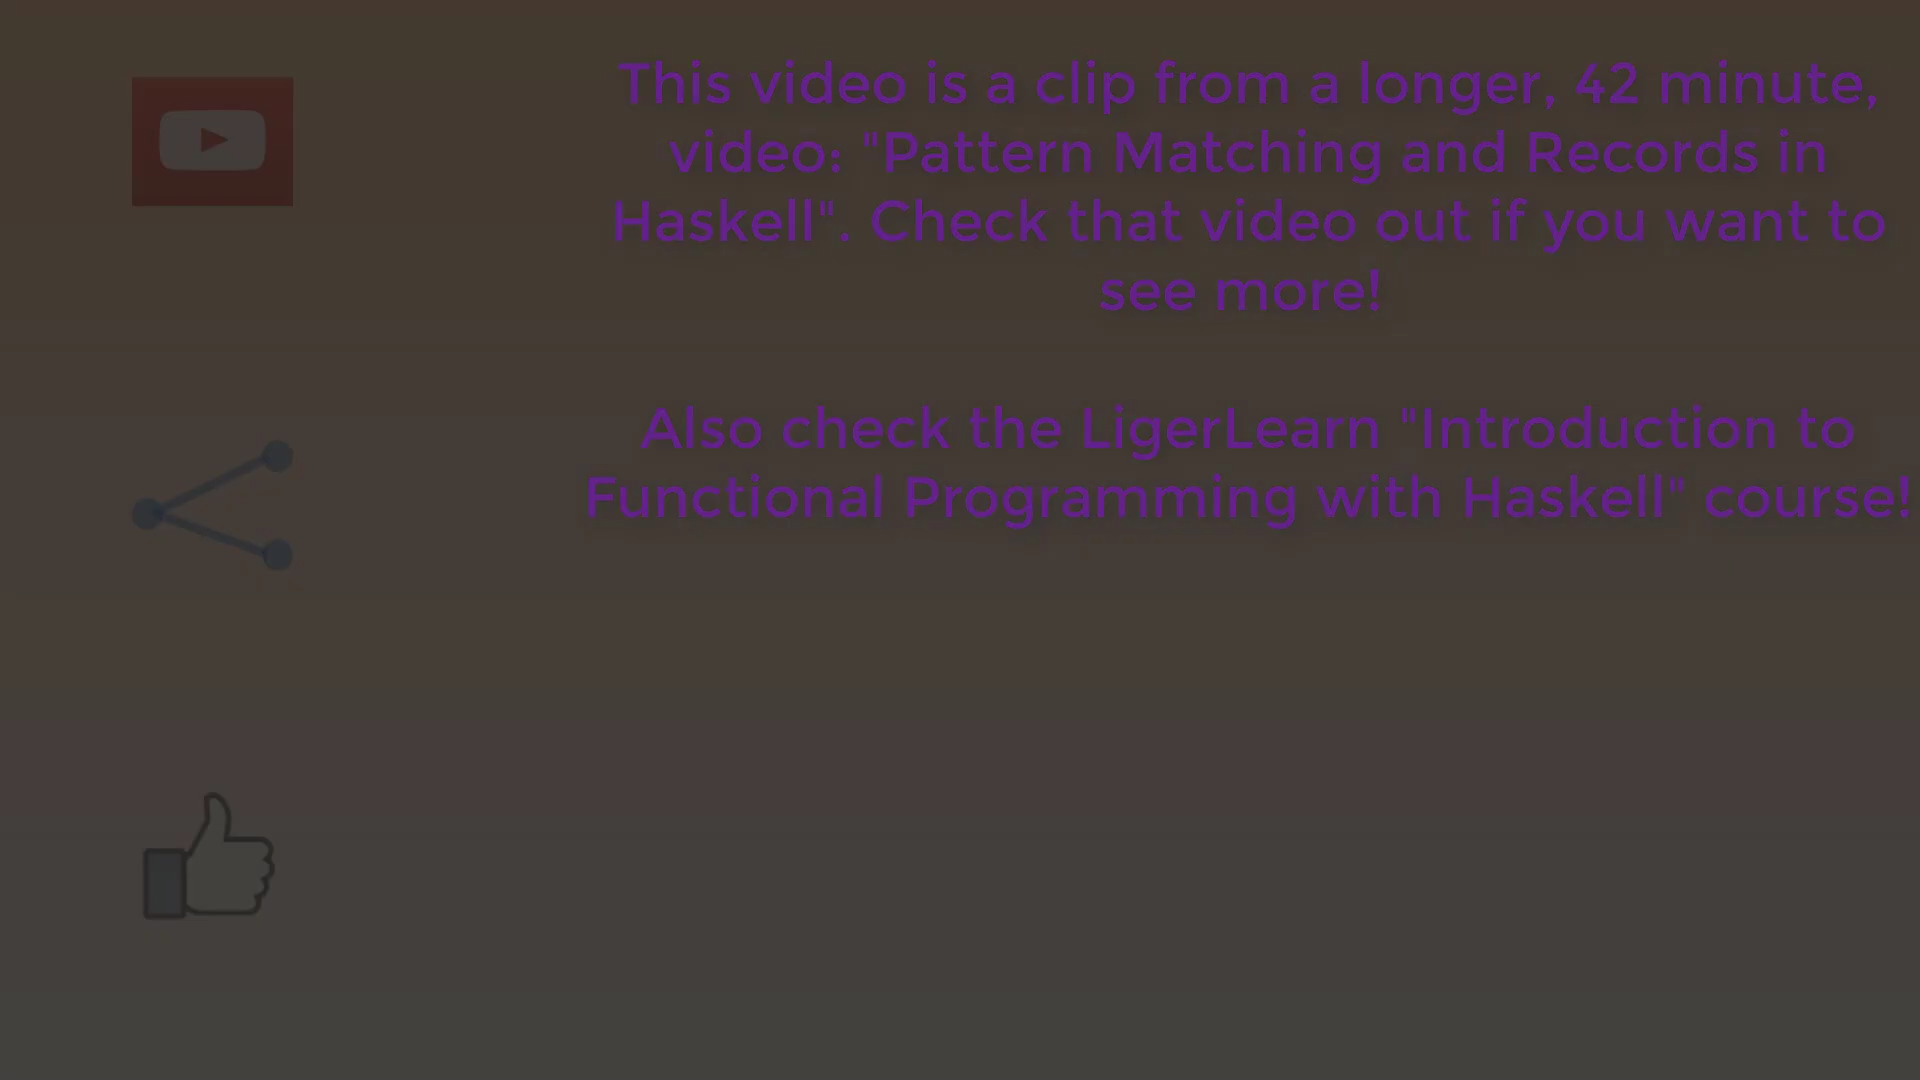 This video is a clip from a longer, 42 minute,
video: "Pattern Matching and Records in
Haskell". Check that video out if you want to
see more!
Also check the LigerLearn "Introduction to
Functional Programming with Haskell" course!